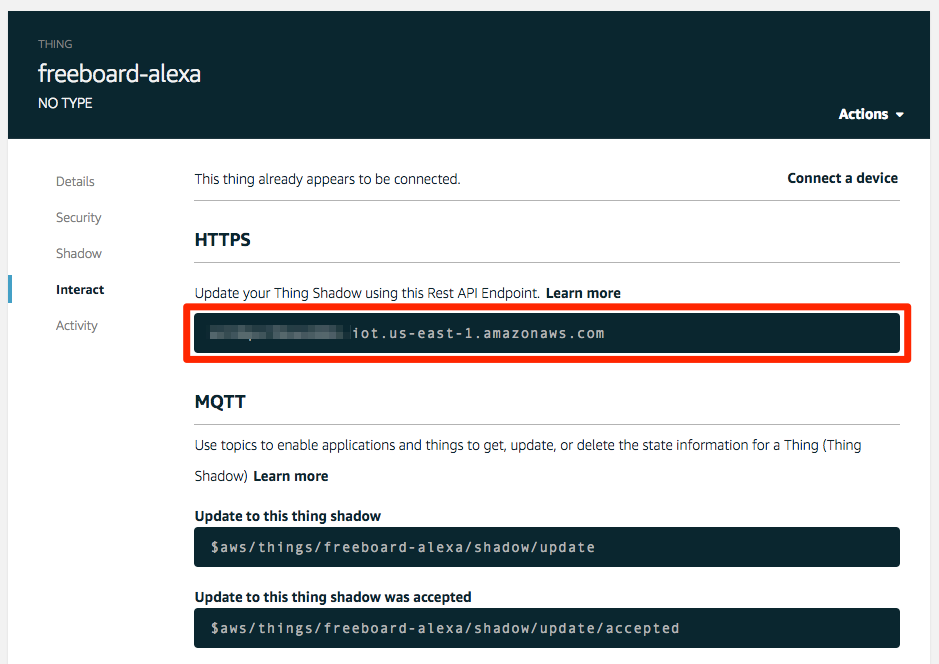 THING
freeboard-alexa
NO TYPE
Actions
Details
Security
Shadow
Interact
Activity
This thing already appears to be connected.
Connect a device
HTTPS
Update your Thing Shadow using this Rest API Endpoint. Learn more
iot.us-east-1.amazonaws.com
MQTT
Use topics to enable applications and things to get, update, or delete the state information for a Thing (Thing
Shadow) Learn more
Update to this thing shadow
$aws/things/freeboard-alexa/shadow/update
Update to this thing shadow was accepted
$aws/things/freeboard-alexa/shadow/update/accepted